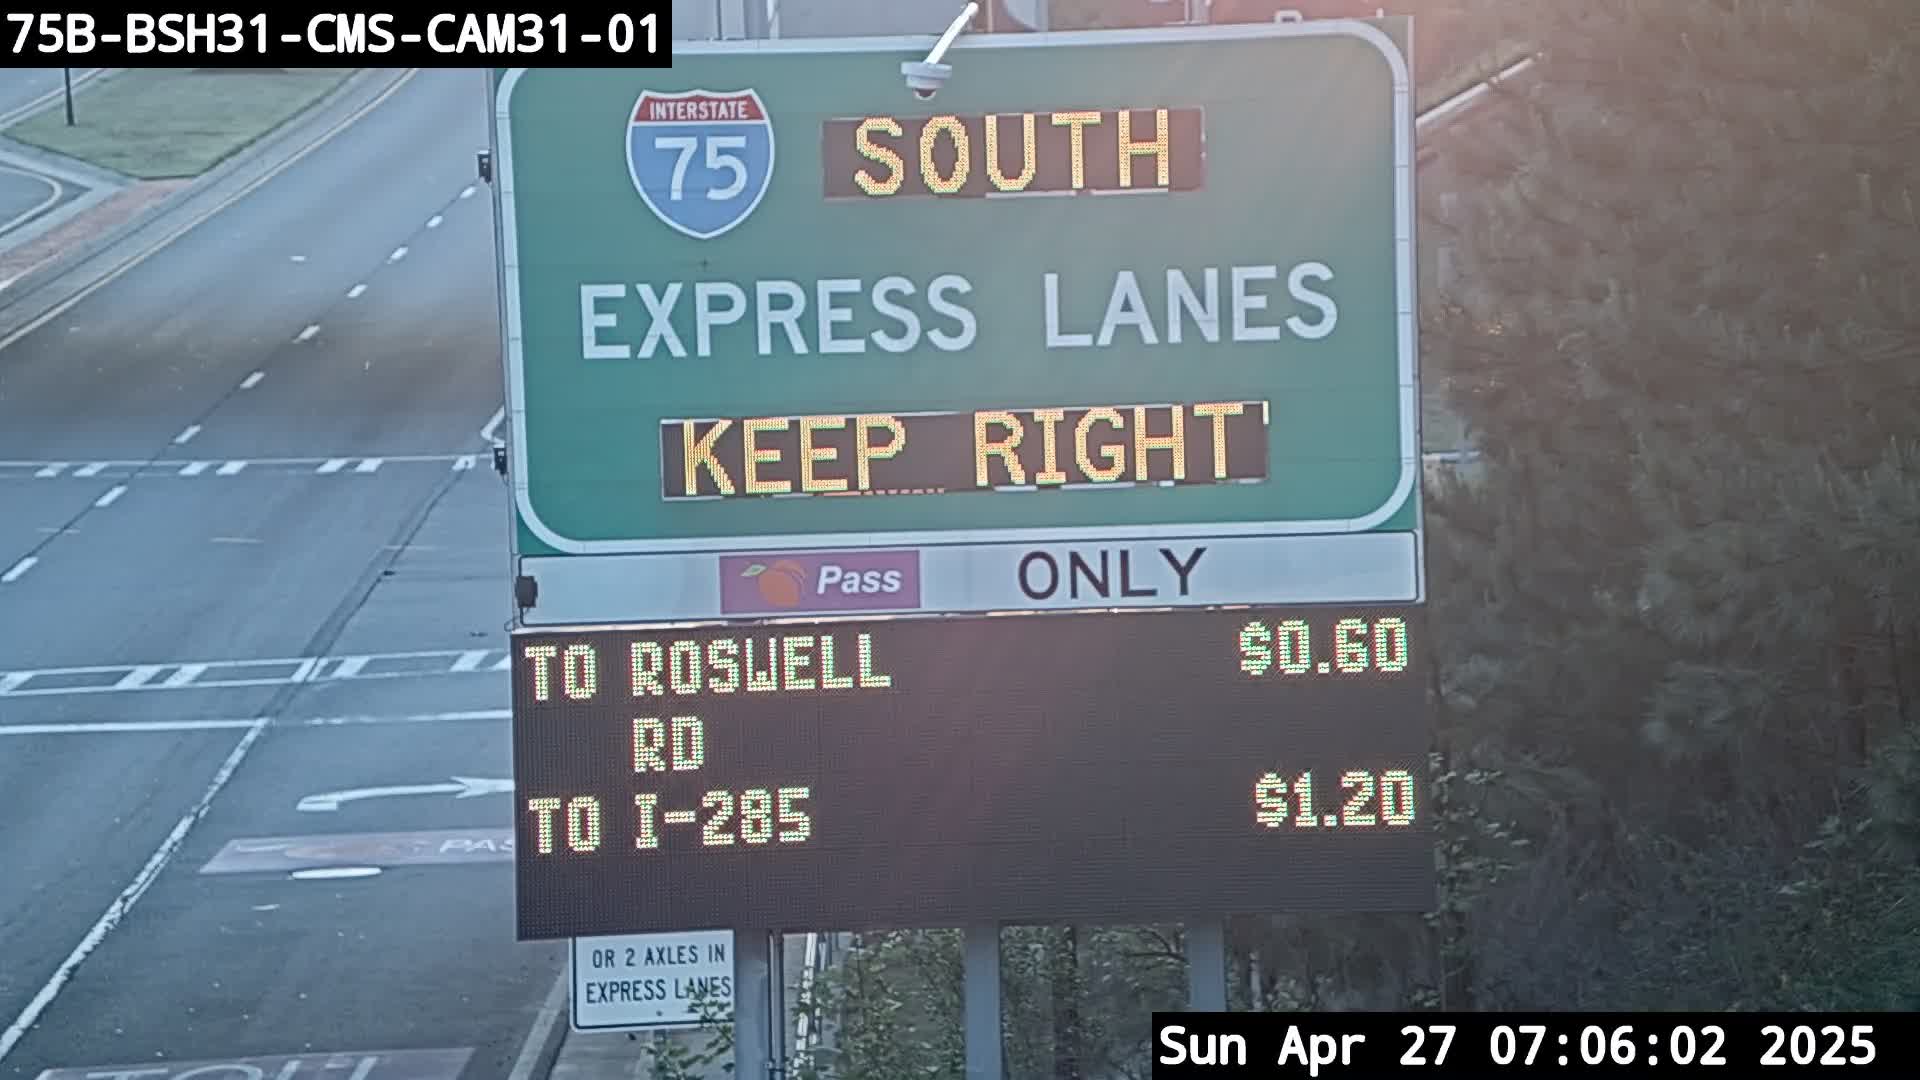 75B-BSH31-CMS-CAM31-01
INTERSTATE
75
SOUTH
EXPRESS LANES
KEEP RIGHT
Pass ONLY
TO ROSWELL $0.60
RD
TO I-285 $1.20
OR 2 AXLES IN
EXPRESS LANES
Sun Apr 27 07:06:02 2025